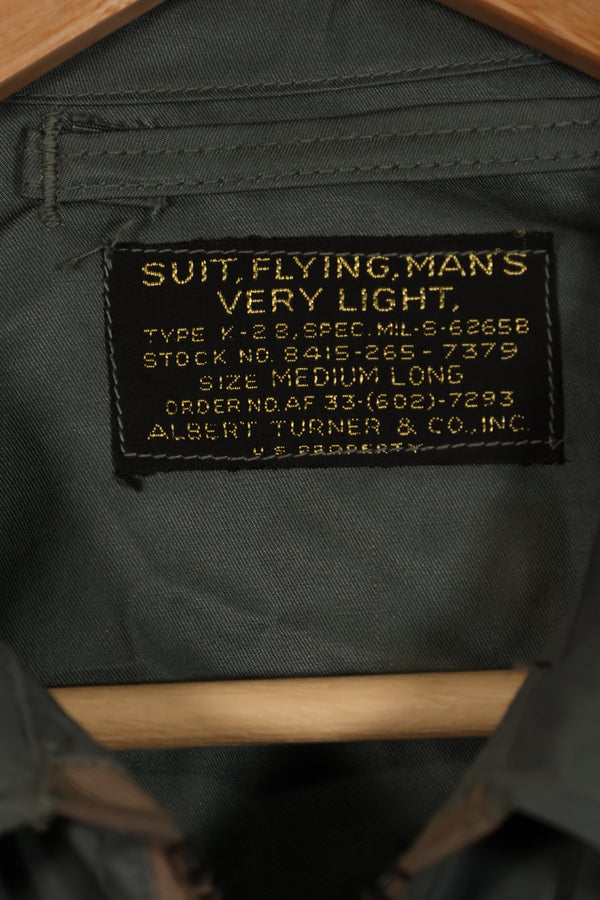 SUIT, FLYING, MAN'S
VERY LIGHT,
TYPE K-2B, SPEC. MIL-S-6265B
STOCK NO. 8415-265-7379
SIZE MEDIUM LONG
ORDER NO. AF 33-(602)-7293
ALBERT TURNER & CO., INC.
U.S. PROPERTY